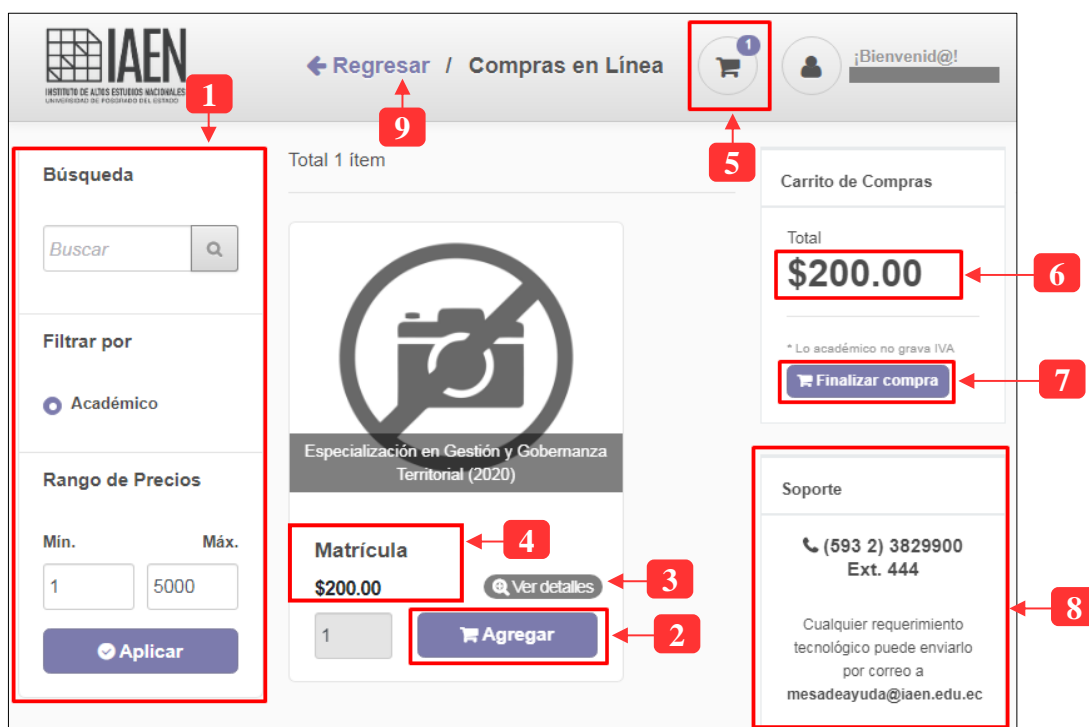 IAEN
INSTITUTO DE ALTOS ESTUDIOS NACIONALES
UNIVERSIDAD DE POSGRADO DEL ESTADO
Regresar / Compras en Línea
1
¡Bienvenid@!
1
9
5
Búsqueda
Buscar
Filtrar por
Académico
Rango de Precios
Mín. Máx.
1 5000
Aplicar
Total 1 ítem
Especialización en Gestión y Gobernanza
Territorial (2020)
Matrícula
4
$200.00
Ver detalles
3
1
Agregar
2
Carrito de Compras
Total
$200.00
6
* Lo académico no grava IVA
Finalizar compra
7
Soporte
(593 2) 3829900
Ext. 444
8
Cualquier requerimiento
tecnológico puede enviarlo
por correo a
mesadeayuda@iaen.edu.ec